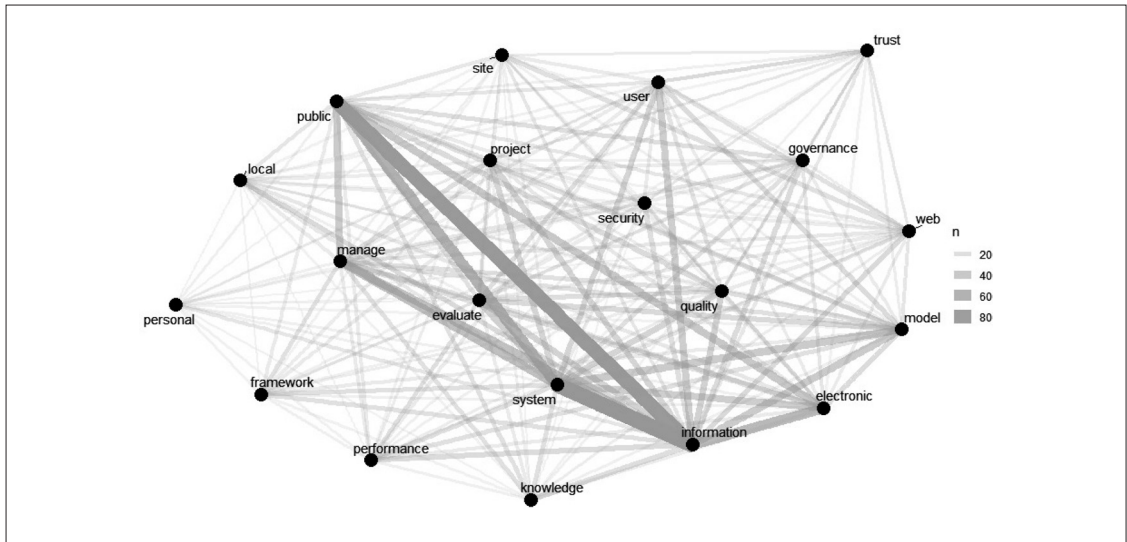 trust
site
user
public
project
governance
local
security
web
n
manage
20
40
60
80
personal
evaluate
quality
model
framework
system
electronic
information
performance
knowledge